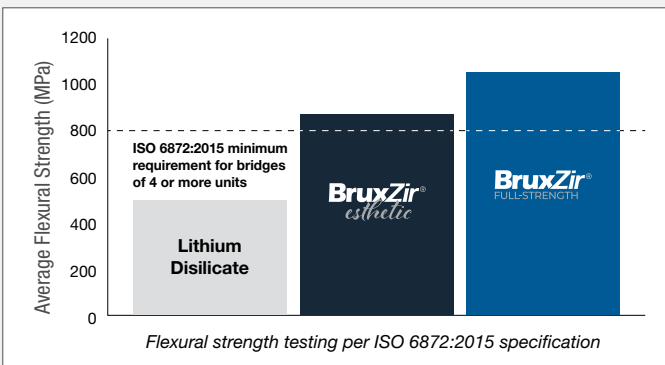 Average Flexural Strength (MPa)
1200
1000
800
600
400
200
0
ISO 6872:2015 minimum
requirement for bridges
of 4 or more units
Lithium
Disilicate
BruxZir®
esthetic
BruxZir®
FULL-STRENGTH
Flexural strength testing per ISO 6872:2015 specification